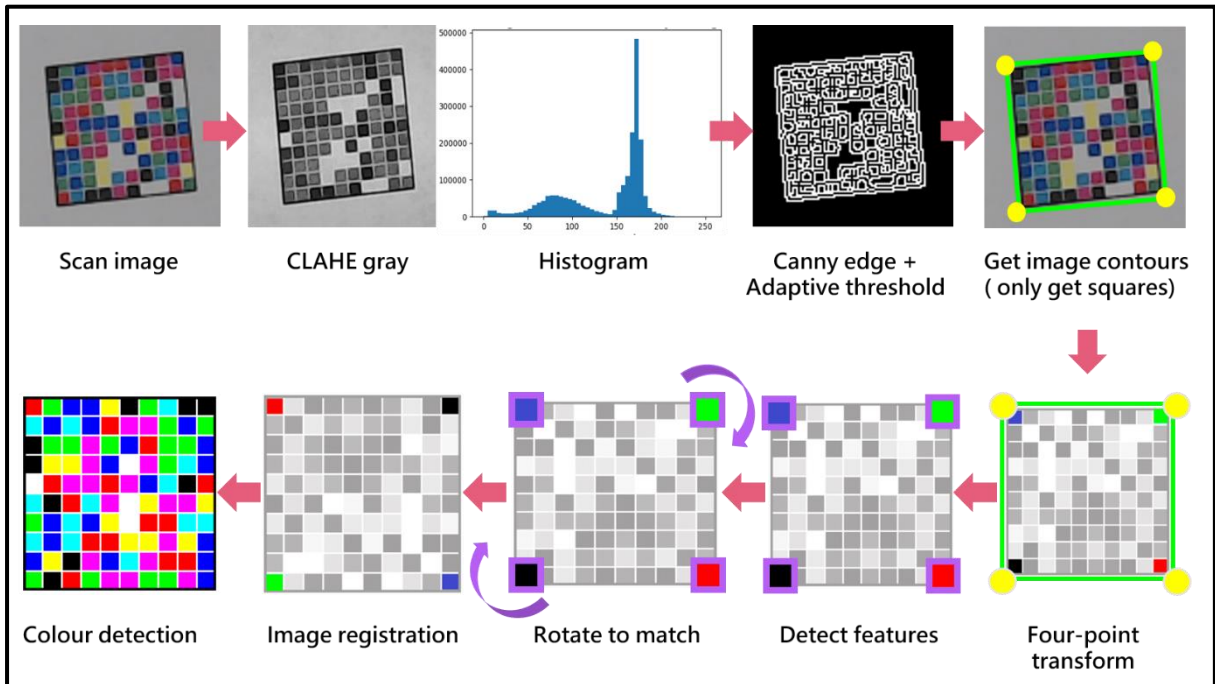 500000
400000
300000
200000
100000
0
0 50 100 150 200 250
Scan image
CLAHE gray
Histogram
Canny edge +
Adaptive threshold
Get image contours
( only get squares)
Colour detection
Image registration
Rotate to match
Detect features
Four-point
transform